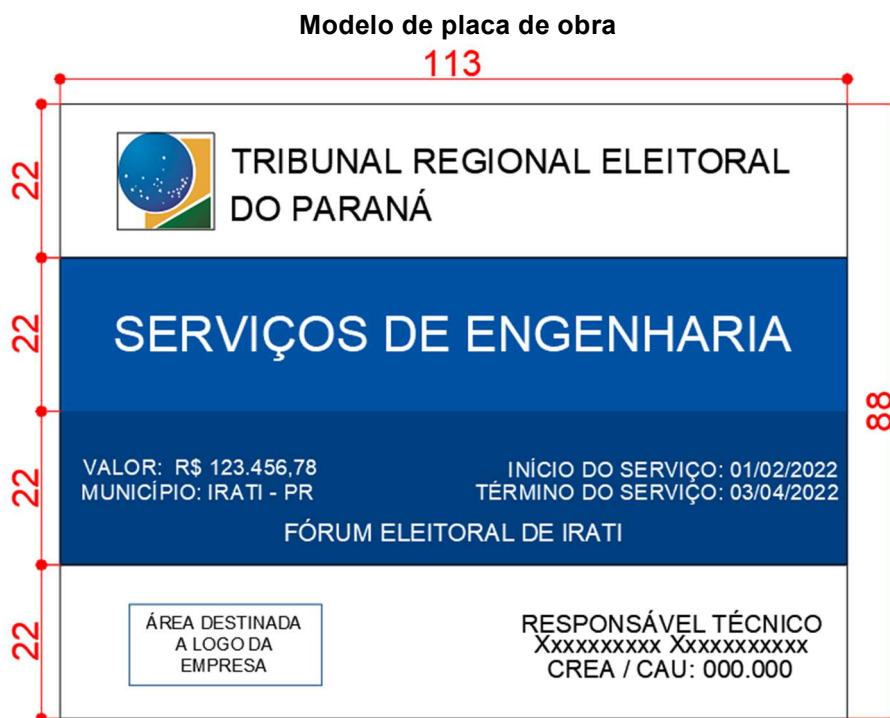 Modelo de placa de obra
113
22
TRIBUNAL REGIONAL ELEITORAL
DO PARANÁ
22
SERVIÇOS DE ENGENHARIA
88
22
VALOR: R$ 123.456,78
MUNICÍPIO: IRATI - PR
INÍCIO DO SERVIÇO: 01/02/2022
TÉRMINO DO SERVIÇO: 03/04/2022
FÓRUM ELEITORAL DE IRATI
22
ÁREA DESTINADA
A LOGO DA
EMPRESA
RESPONSÁVEL TÉCNICO
Xxxxxxxxxx Xxxxxxxxxxx
CREA / CAU: 000.000